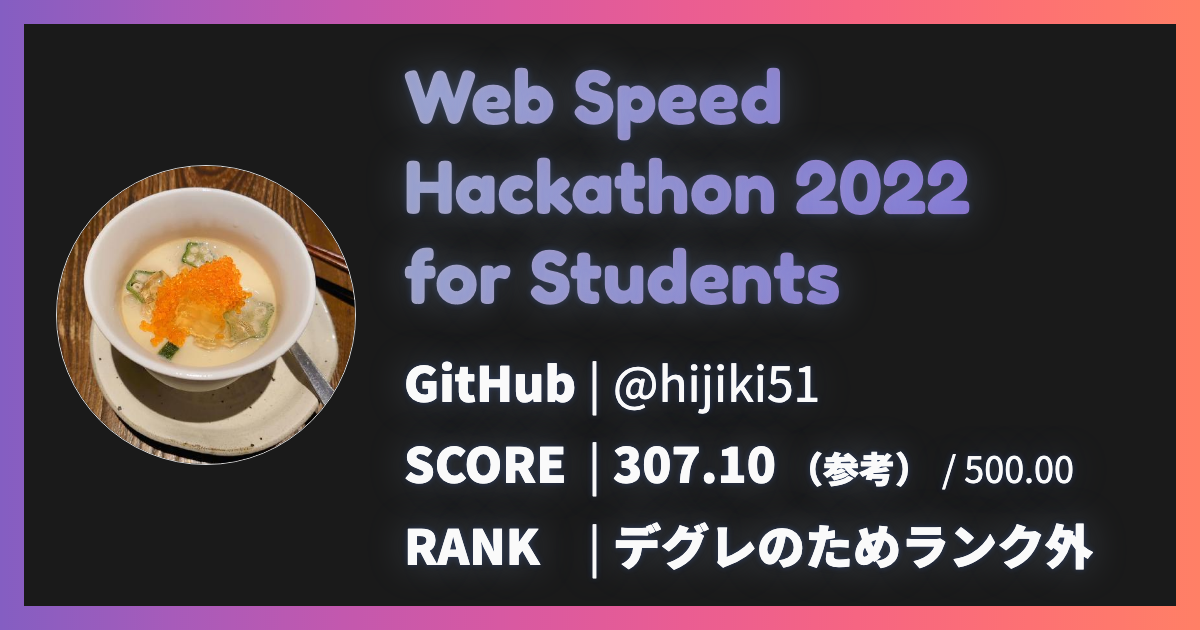 Web Speed
Hackathon 2022
for Students
GitHub | @hijiki51
SCORE | 307.10 （参考） / 500.00
RANK | デグレのためランク外